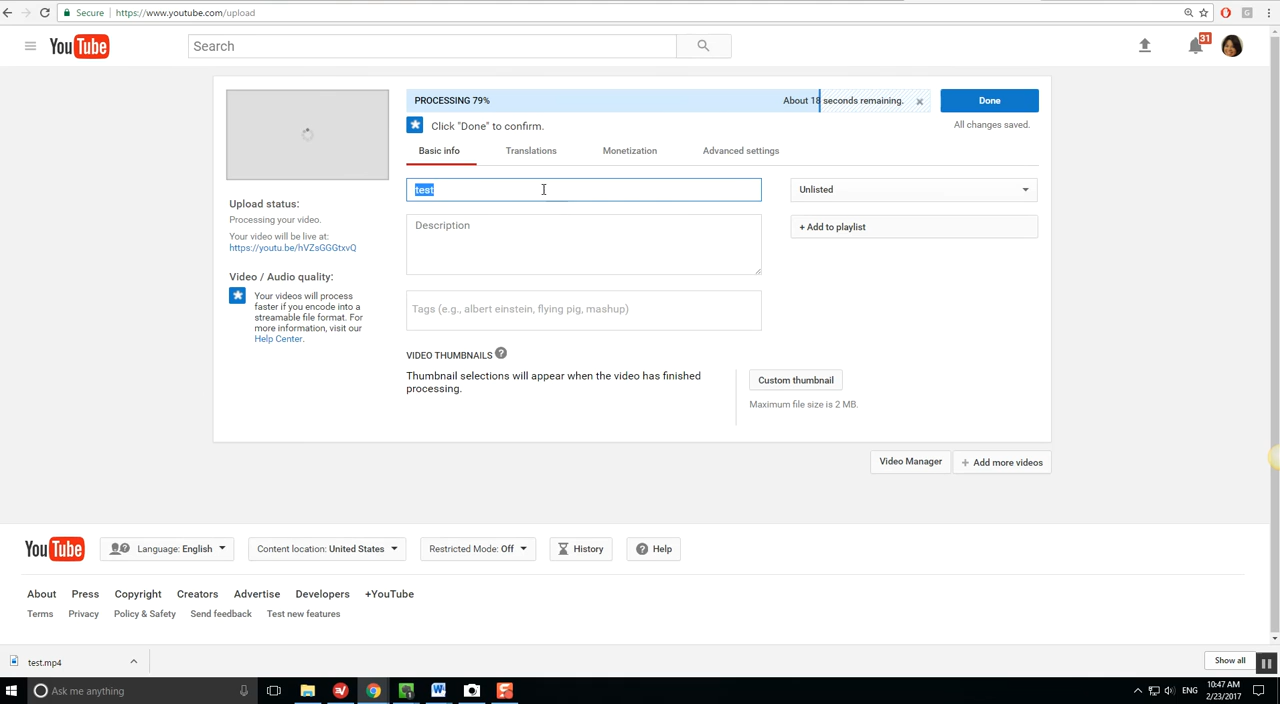 Secure https://www.youtube.com/upload
YouTube
Search
31
PROCESSING 79% About 18 seconds remaining. Done
Click "Done" to confirm. All changes saved.
Basic info Translations Monetization Advanced settings
test Unlisted
Description + Add to playlist
Upload status:
Processing your video.
Your video will be live at:
https://youtu.be/hVZsGGGtxvQ
Video / Audio quality:
Your videos will process
faster if you encode into a
streamable file format. For
more information, visit our
Help Center.
Tags (e.g., albert einstein, flying pig, mashup)
VIDEO THUMBNAILS ?
Thumbnail selections will appear when the video has finished
processing.
Custom thumbnail
Maximum file size is 2 MB.
Video Manager + Add more videos
YouTube Language: English Content location: United States Restricted Mode: Off History Help
About Press Copyright Creators Advertise Developers +YouTube
Terms Privacy Policy & Safety Send feedback Test new features
test.mp4 Show all
Ask me anything ENG 10:47 AM
2/23/2017